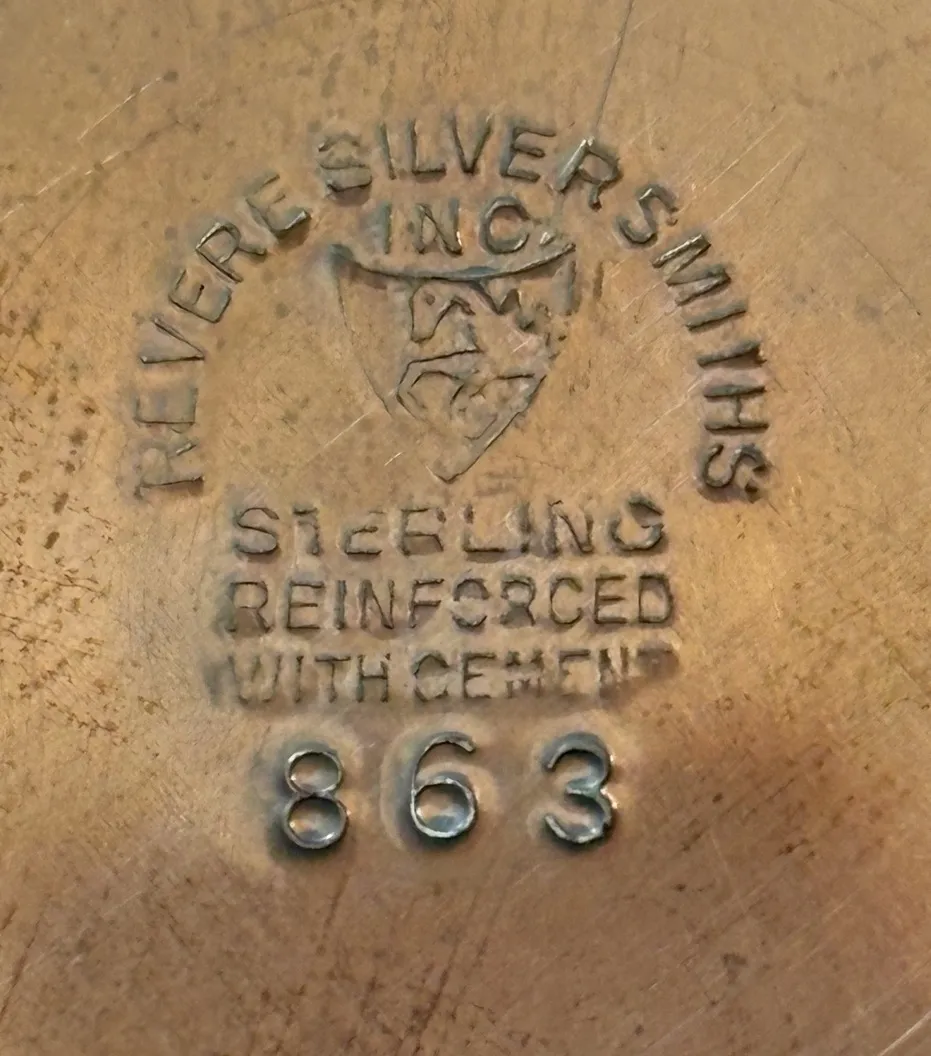 REVERE SILVERSMITHS
INC.
STERLING
REINFORCED
WITH CEMENT
863